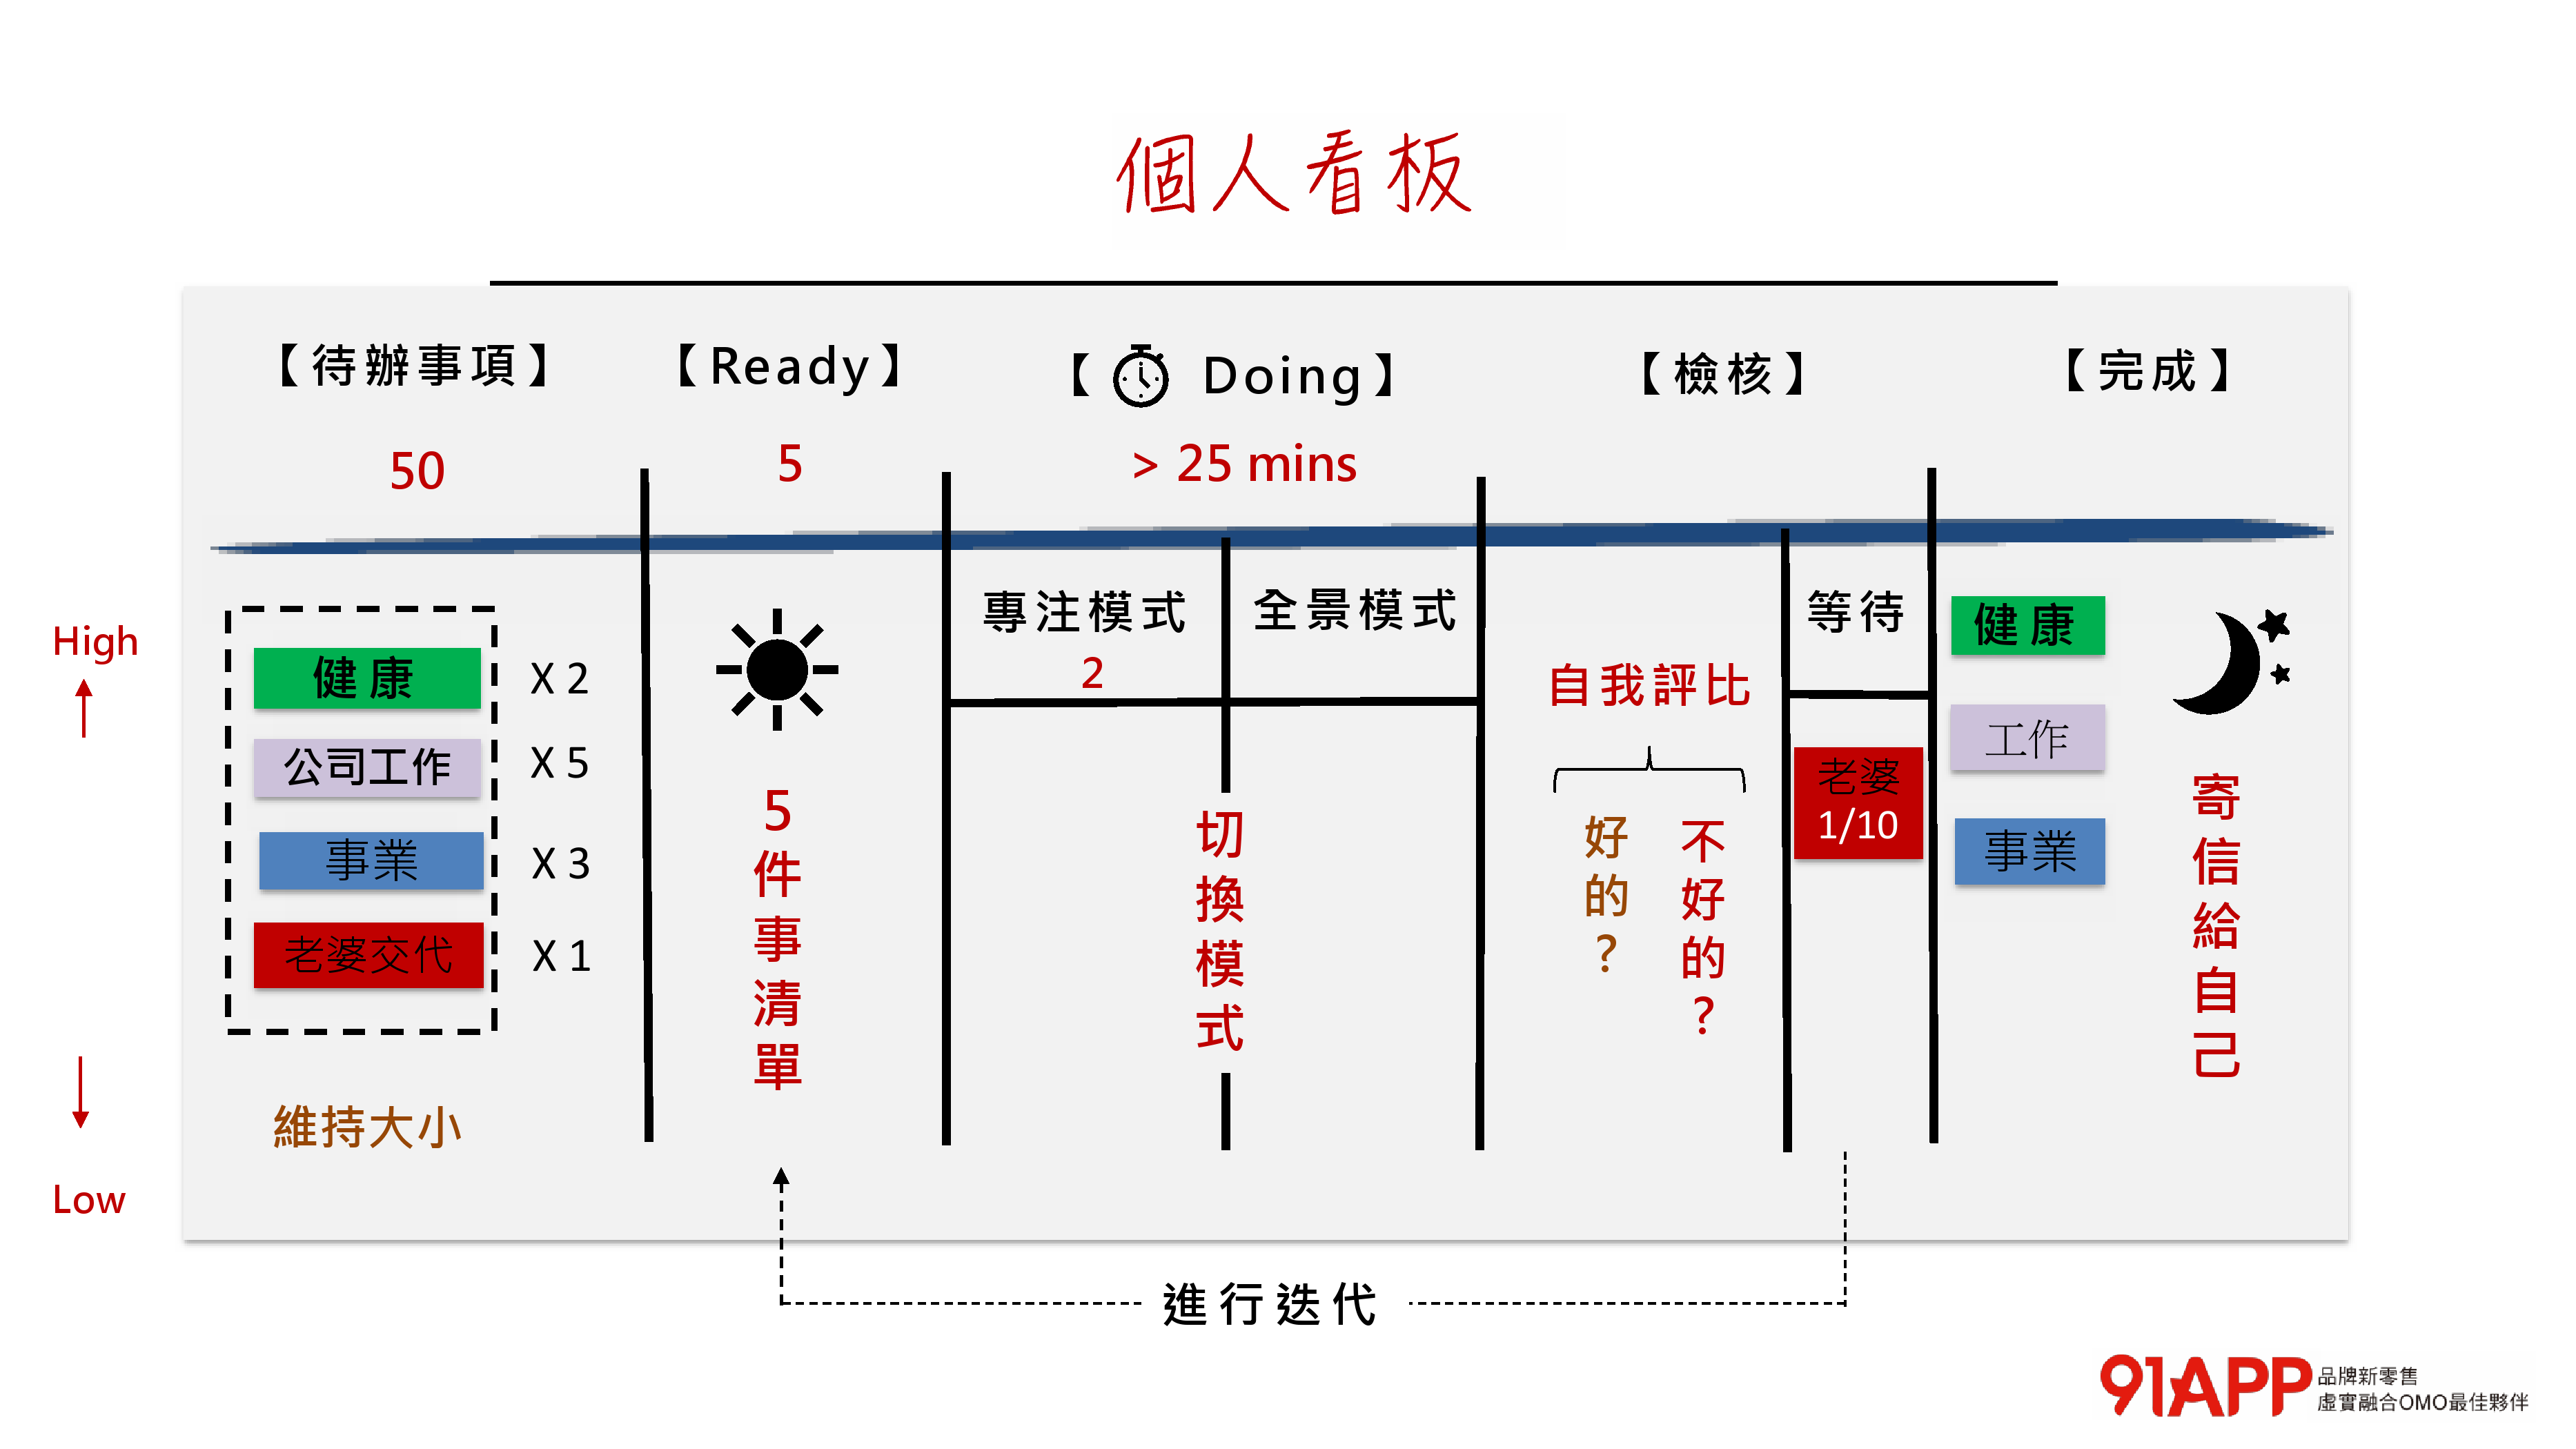 個人看板
【待辦事項】
50
【Ready】
5
【 Doing】
> 25 mins
【檢核】
【完成】
High
Low
健康
X 2
公司工作
X 5
事業
X 3
老婆交代
X 1
維持大小
5件事清單
專注模式
2
全景模式
切換模式
自我評比
好的？
不好的？
等待
老婆
1/10
健康
工作
事業
寄信給自己
進行迭代
91APP
品牌新零售
虛實融合OMO最佳夥伴